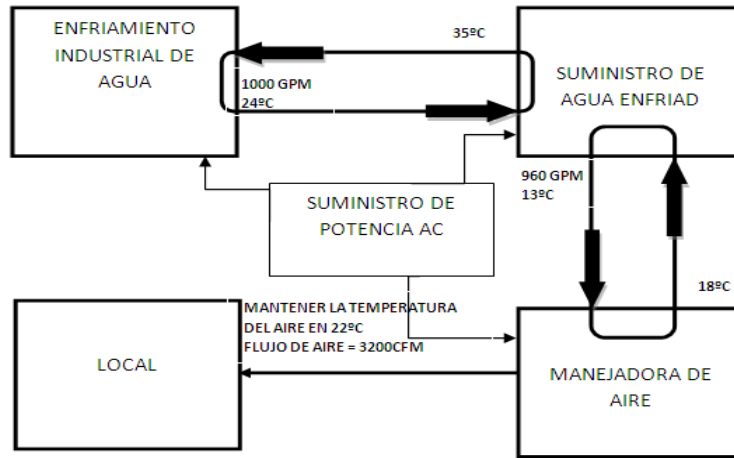 ENFRIAMIENTO
INDUSTRIAL DE
AGUA
35ºC
1000 GPM
24ºC
SUMINISTRO DE
AGUA ENFRIAD
960 GPM
13ºC
SUMINISTRO DE
POTENCIA AC
18ºC
MANTENER LA TEMPERATURA
DEL AIRE EN 22ºC
FLUJO DE AIRE = 3200CFM
LOCAL
MANEJADORA DE
AIRE